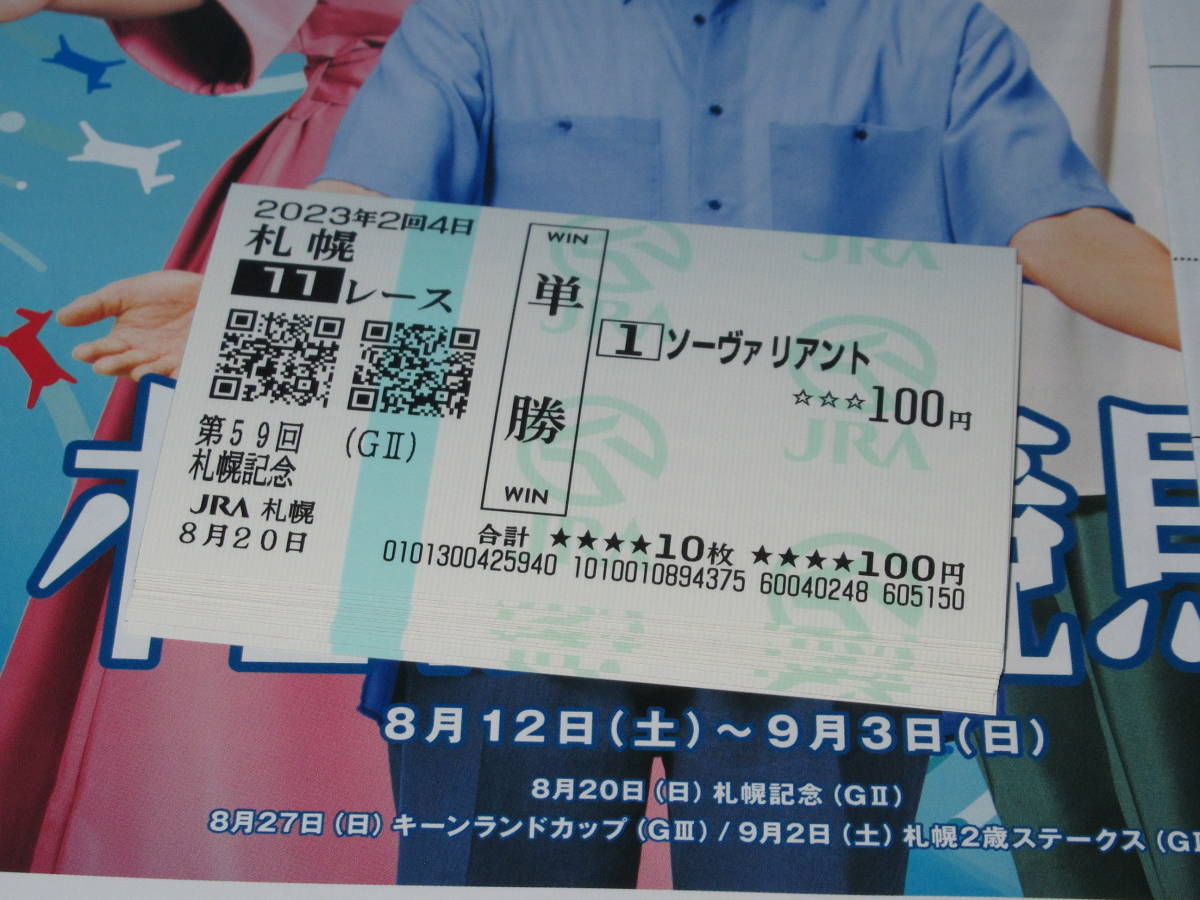 2023年2回4日
札幌
11レース
第59回
(GⅡ)
札幌記念
JRA 札幌
8月20日
WIN
単勝
WIN
1 ソーヴァリアント
☆☆☆100円
合計 ★★★★10枚 ★★★★100円
0101300425940 1010010894375 60040248 605150
JRA
JRA
JRA
JRA
8月12日(土)～9月3日(日)
8月20日(日)札幌記念(GⅡ)
8月27日(日)キーンランドカップ(GⅢ)/9月2日(土)札幌2歳ステークス(G